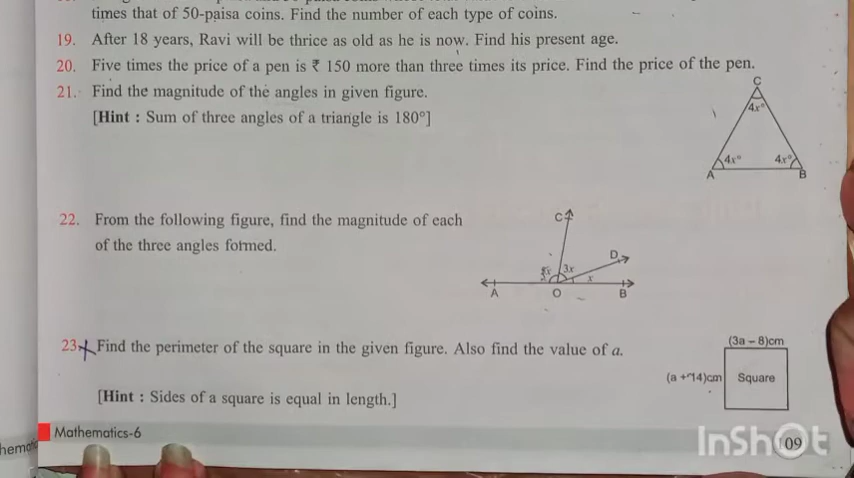 times that of 50-paisa coins. Find the number of each type of coins.
19. After 18 years, Ravi will be thrice as old as he is now. Find his present age.
20. Five times the price of a pen is ₹ 150 more than three times its price. Find the price of the pen.
21. Find the magnitude of the angles in given figure.
[Hint : Sum of three angles of a triangle is 180°]
C
4x°
4x°
4x°
A
B
22. From the following figure, find the magnitude of each
of the three angles formed.
C
D
3x
x
A
O
B
23. Find the perimeter of the square in the given figure. Also find the value of a.
(3a – 8)cm
(a + 14)cm
Square
[Hint : Sides of a square is equal in length.]
Mathematics-6
InShOt
09